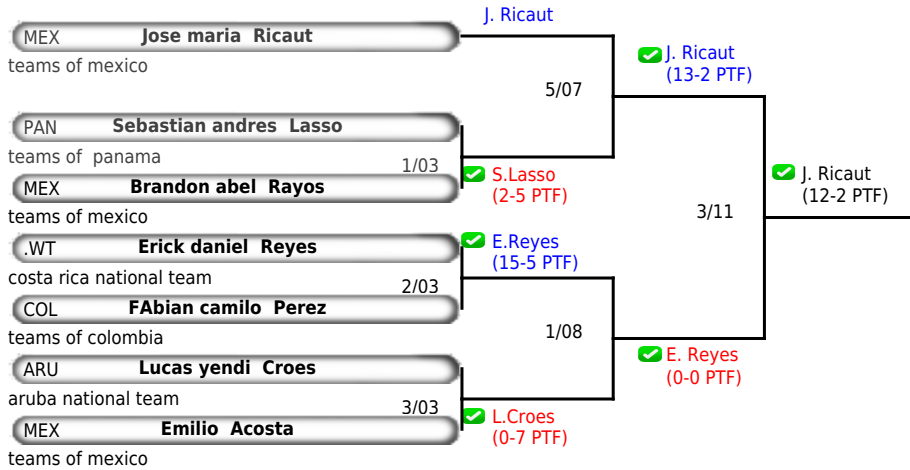 J. Ricaut
MEX Jose maria Ricaut
teams of mexico
J. Ricaut
(13-2 PTF)
5/07
PAN Sebastian andres Lasso
teams of panama
1/03
S.Lasso
(2-5 PTF)
MEX Brandon abel Rayos
teams of mexico
J. Ricaut
(12-2 PTF)
3/11
.WT Erick daniel Reyes
costa rica national team
E.Reyes
(15-5 PTF)
2/03
COL FAbian camilo Perez
teams of colombia
1/08
E. Reyes
(0-0 PTF)
ARU Lucas yendi Croes
aruba national team
3/03
L.Croes
(0-7 PTF)
MEX Emilio Acosta
teams of mexico